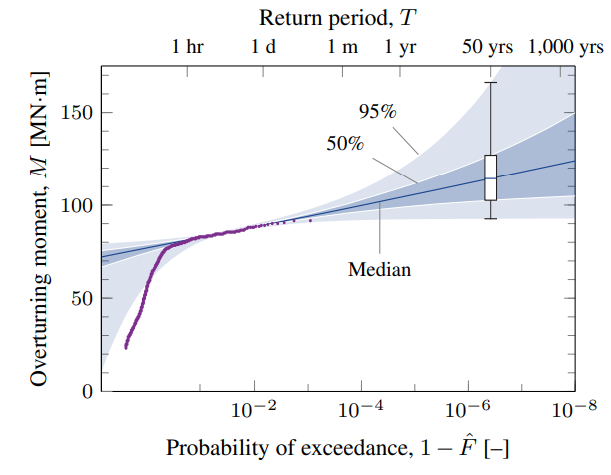 Return period, T
1 hr 1 d 1 m 1 yr 50 yrs 1,000 yrs
Overturning moment, M [MN·m]
150
100
50
0
95%
50%
Median
10⁻² 10⁻⁴ 10⁻⁶ 10⁻⁸
Probability of exceedance, 1 − F̂ [–]